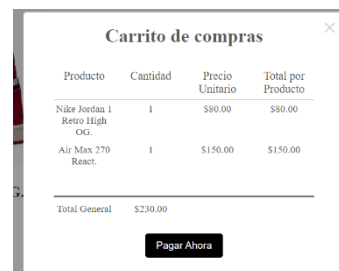 Carrito de compras
Producto Cantidad Precio Unitario Total por Producto
Nike Jordan 1 Retro High OG. 1 $80.00 $80.00
Air Max 270 React. 1 $150.00 $150.00
G.
Total General $230.00
Pagar Ahora